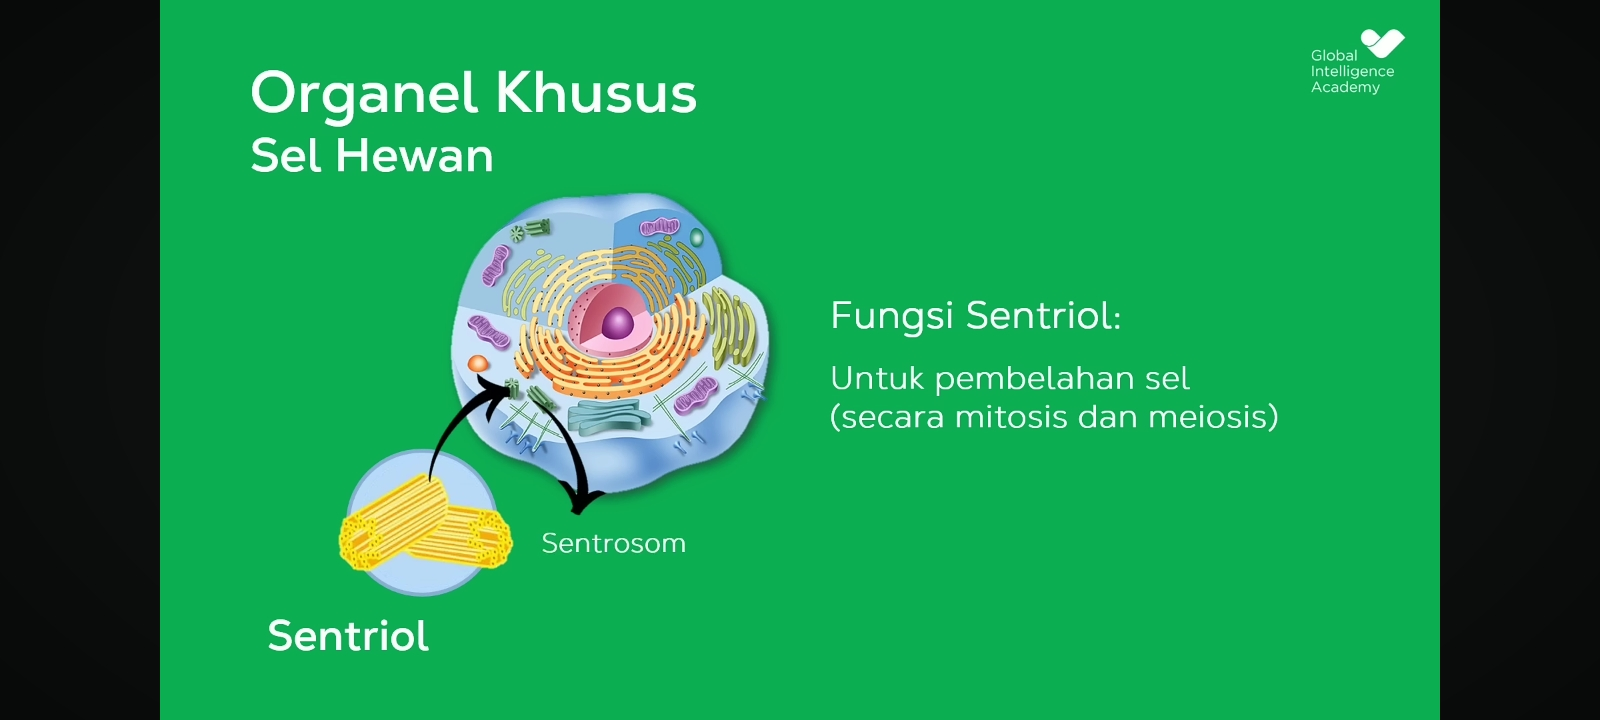 Global
Intelligence
Academy
Organel Khusus
Sel Hewan
Fungsi Sentriol:
Untuk pembelahan sel
(secara mitosis dan meiosis)
Sentrosom
Sentriol